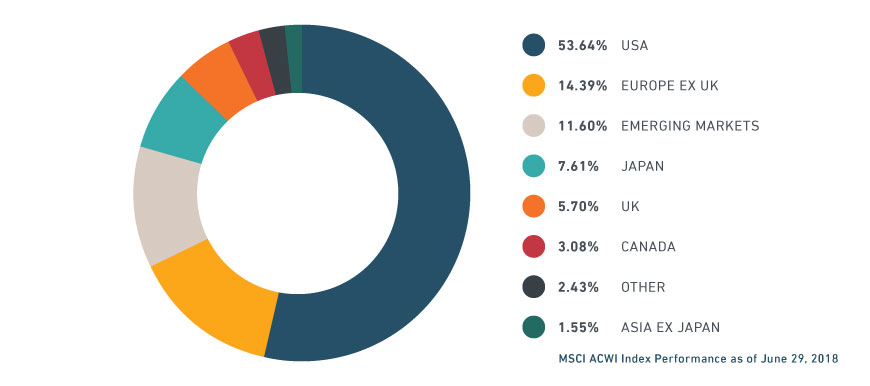 53.64% USA
14.39% EUROPE EX UK
11.60% EMERGING MARKETS
7.61% JAPAN
5.70% UK
3.08% CANADA
2.43% OTHER
1.55% ASIA EX JAPAN
MSCI ACWI Index Performance as of June 29, 2018